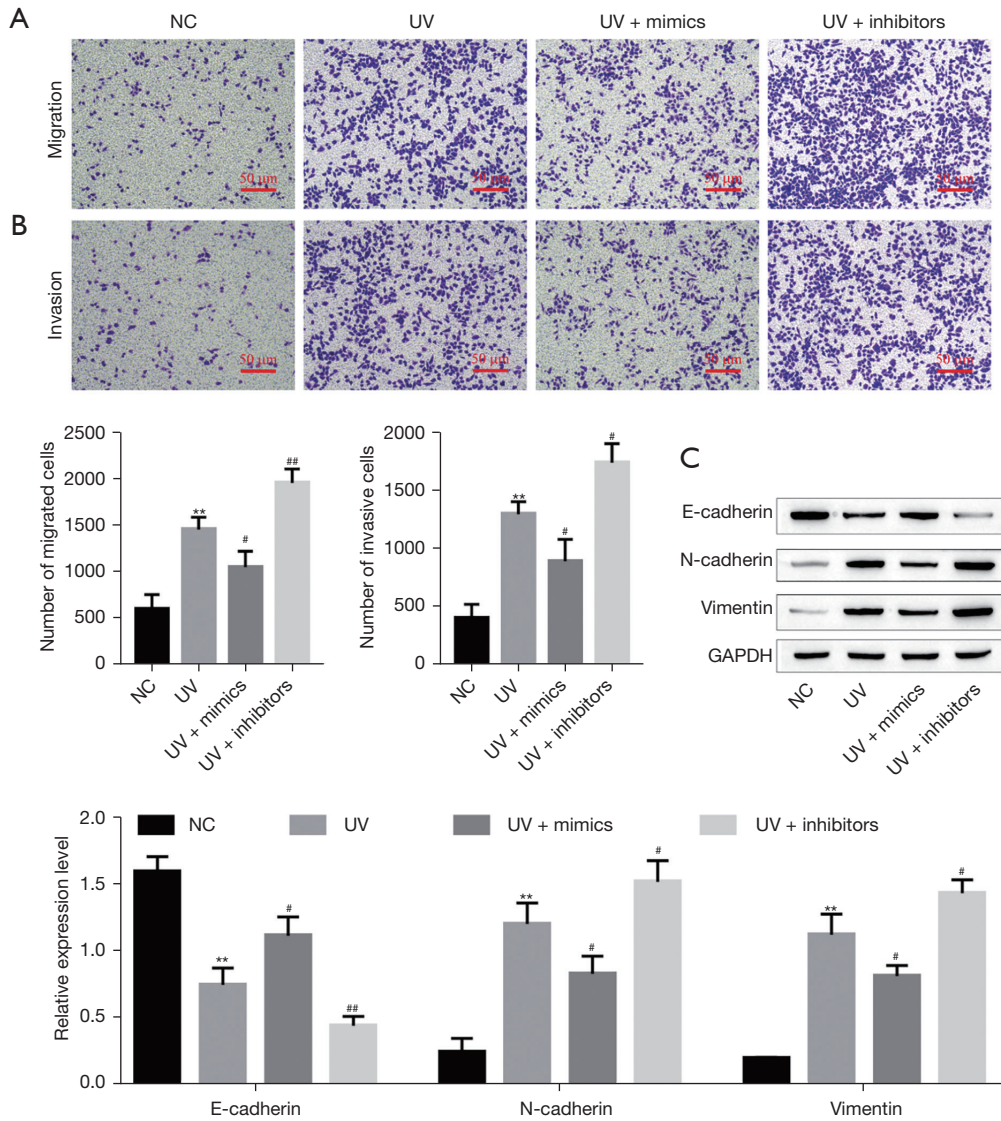 A
NC
UV
UV + mimics
UV + inhibitors
Migration
50 μm
50 μm
50 μm
50 μm
B
Invasion
50 μm
50 μm
50 μm
50 μm
Number of migrated cells
2500
2000
1500
1000
500
0
**
#
##
NC
UV
UV + mimics
UV + inhibitors
Number of invasive cells
2000
1500
1000
500
0
**
#
#
NC
UV
UV + mimics
UV + inhibitors
C
E-cadherin
N-cadherin
Vimentin
GAPDH
NC
UV
UV + mimics
UV + inhibitors
Relative expression level
2.0
1.5
1.0
0.5
0.0
NC
UV
UV + mimics
UV + inhibitors
**
#
##
**
#
#
**
#
#
E-cadherin
N-cadherin
Vimentin